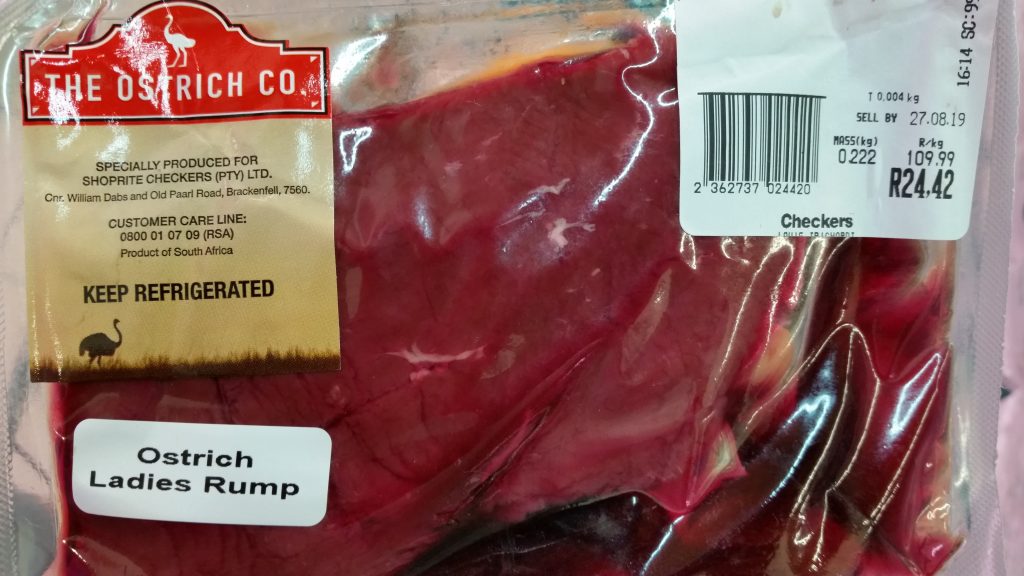 THE OSTRICH CO.
SPECIALLY PRODUCED FOR
SHOPRITE CHECKERS (PTY) LTD.
Cnr. William Dabs and Old Paarl Road, Brackenfell, 7560.
CUSTOMER CARE LINE:
0800 01 07 09 (RSA)
Product of South Africa
KEEP REFRIGERATED
Ostrich
Ladies Rump
16:14 SC:99
T 0.004 kg
SELL BY 27.08.19
MASS(kg) R/kg
0.222 109.99
R24,42
2 362737 024420
Checkers